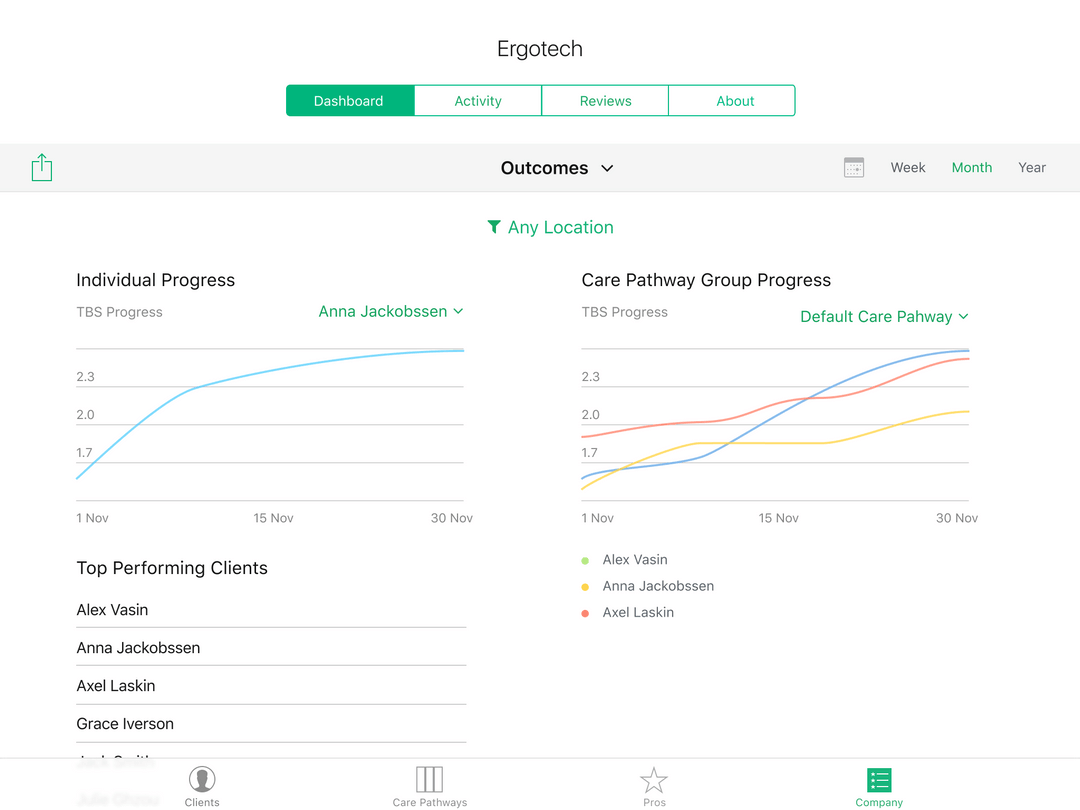 Ergotech
Dashboard Activity Reviews About
Outcomes Week Month Year
Any Location
Individual Progress
TBS Progress Anna Jackobssen
2.3
2.0
1.7
1 Nov 15 Nov 30 Nov
Top Performing Clients
Alex Vasin
Anna Jackobssen
Axel Laskin
Grace Iverson
Jack Smith
Care Pathway Group Progress
TBS Progress Default Care Pahway
2.3
2.0
1.7
1 Nov 15 Nov 30 Nov
Alex Vasin
Anna Jackobssen
Axel Laskin
Clients Care Pathways Pros Company